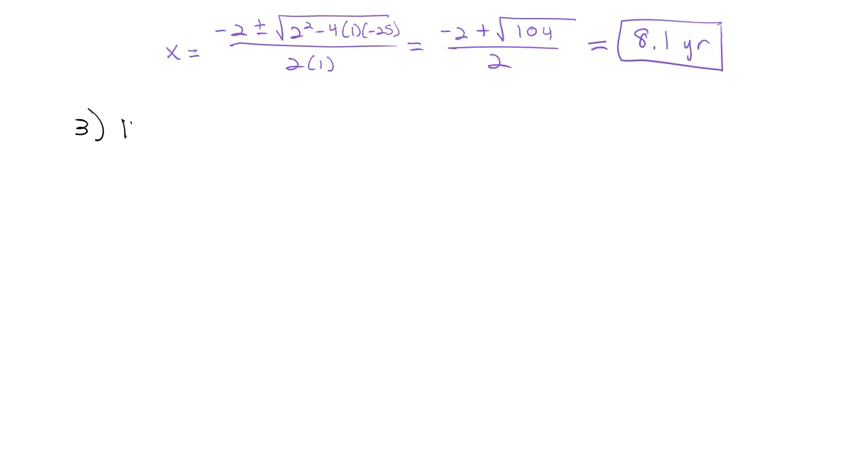 x = (-2 ± √(2² - 4(1)(-25))) / 2(1) = (-2 + √104) / 2 = 8.1 yr
3)